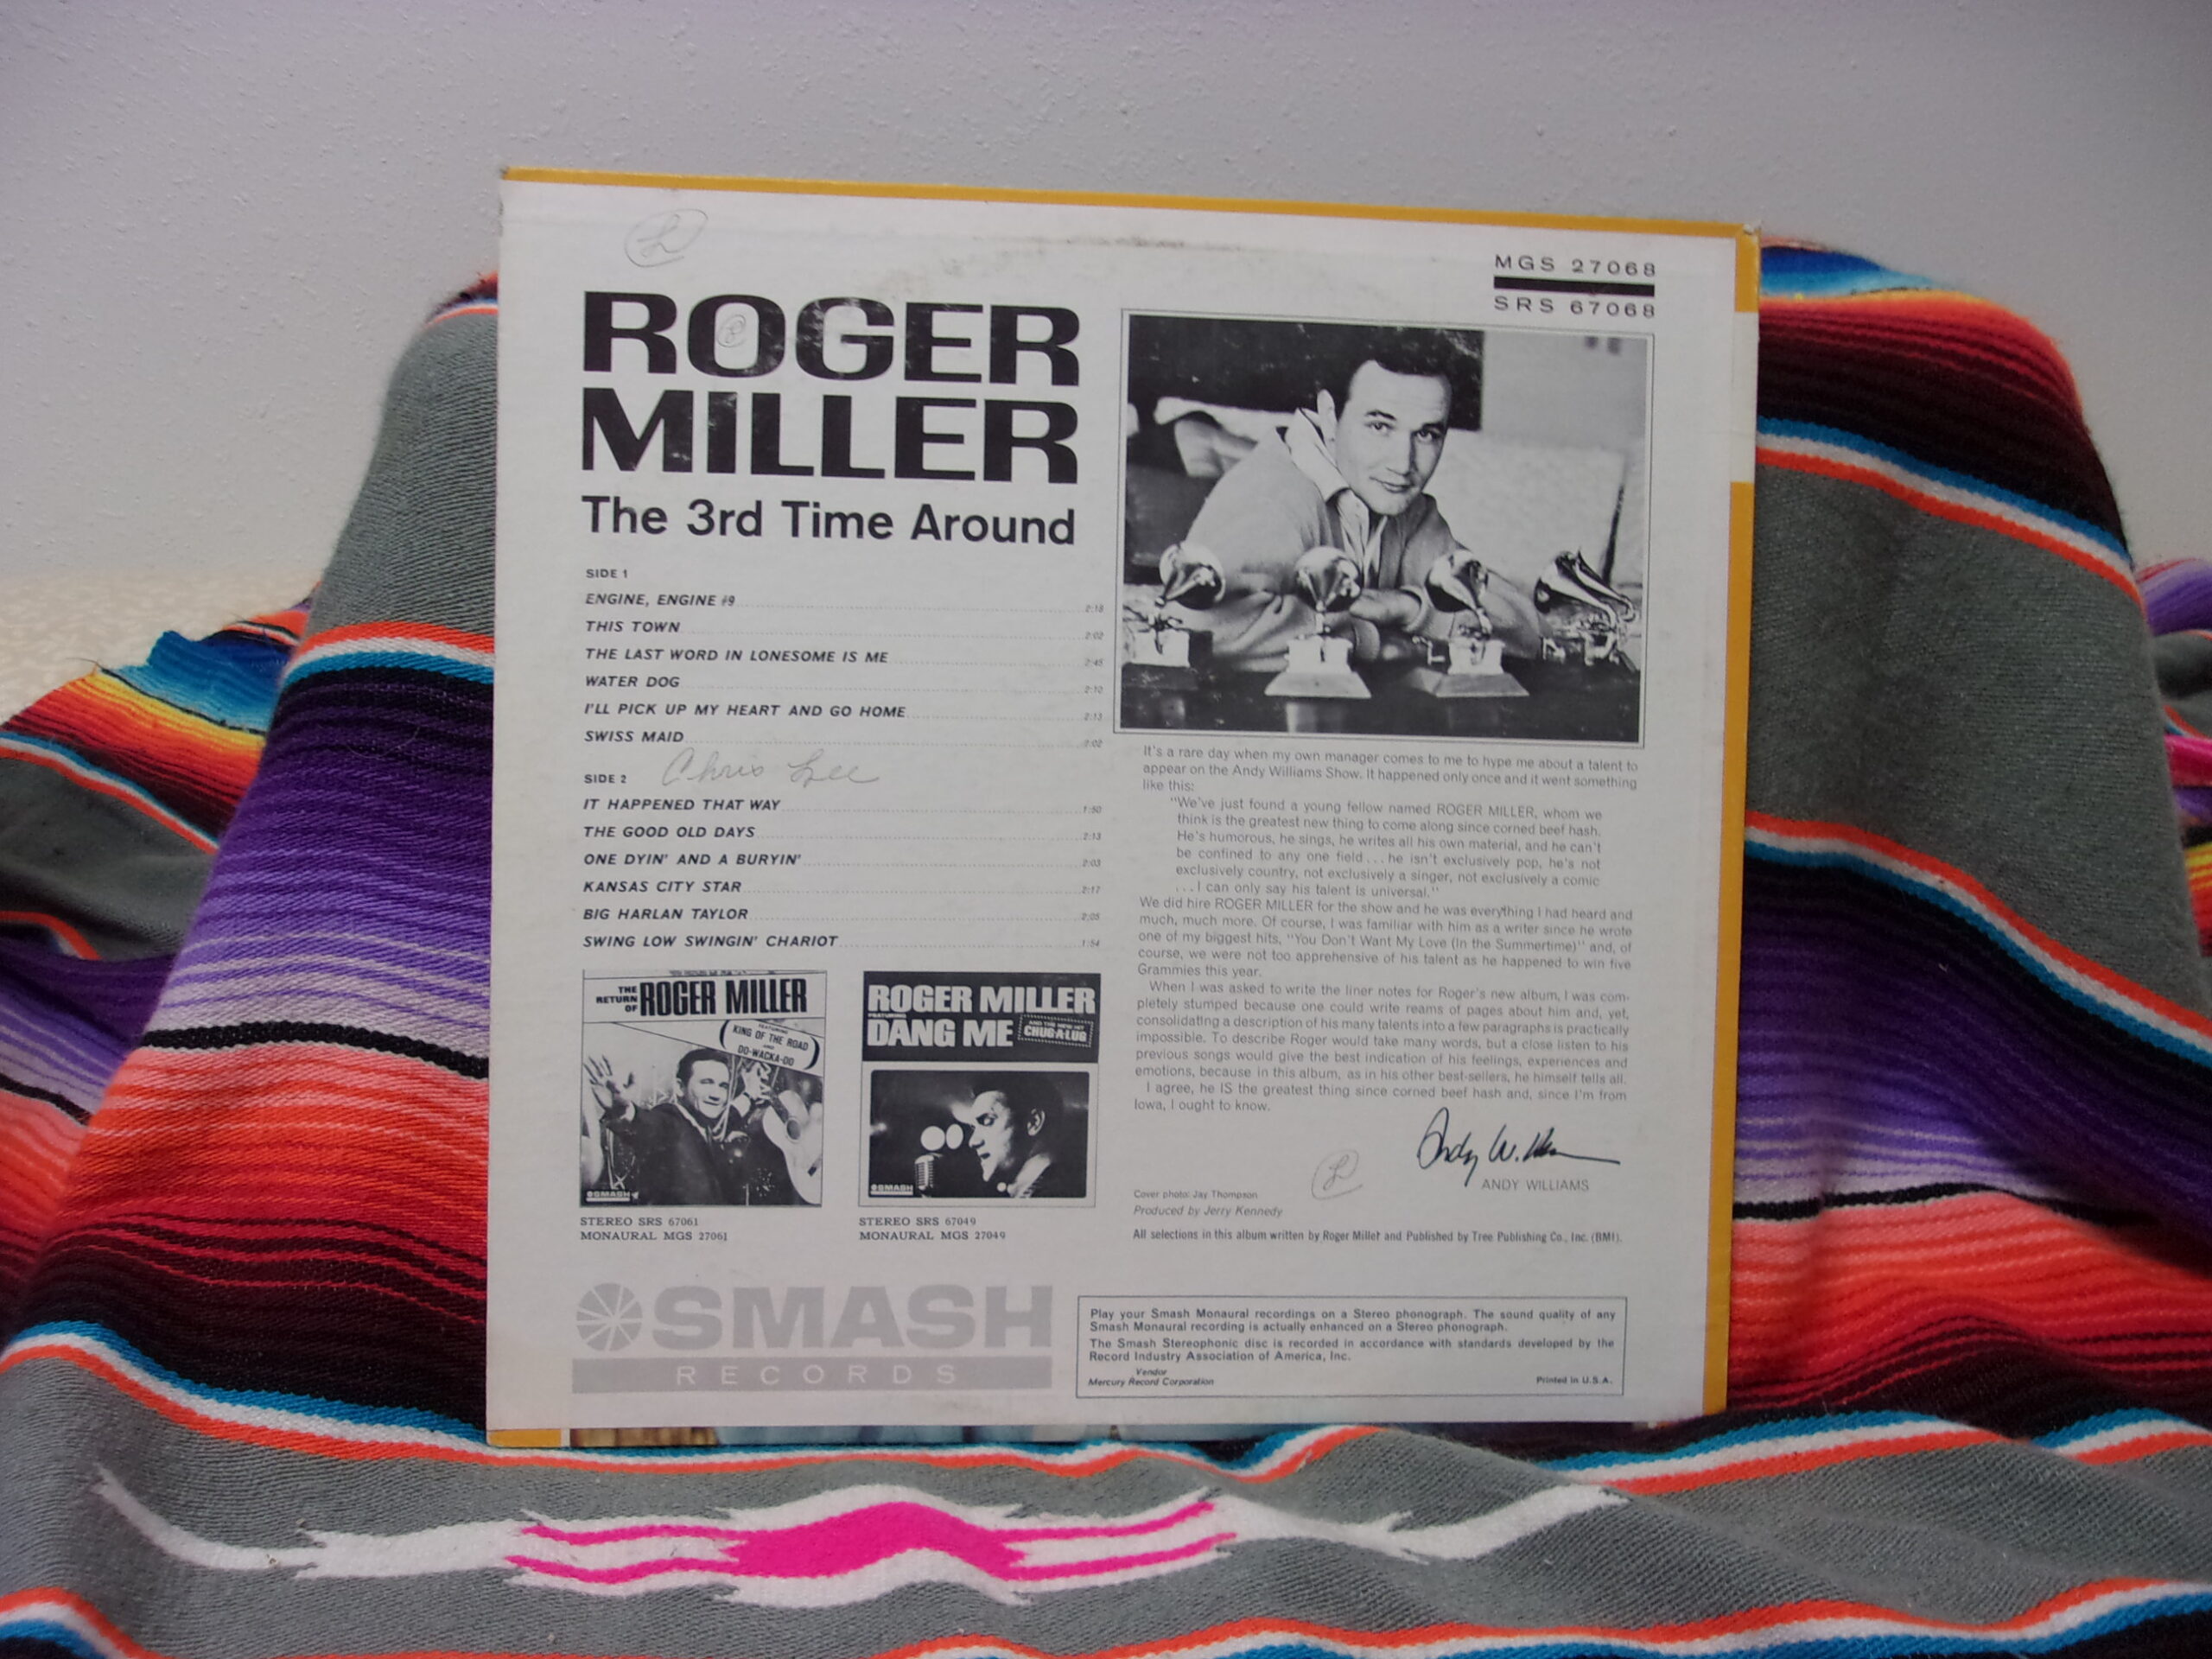 MGS 27068
SRS 67068
ROGER
MILLER
The 3rd Time Around
SIDE 1
ENGINE, ENGINE #9 2:18
THIS TOWN 2:02
THE LAST WORD IN LONESOME IS ME 2:45
WATER DOG 2:10
I'LL PICK UP MY HEART AND GO HOME 2:13
SWISS MAID 2:02
SIDE 2
Chris Lee
IT HAPPENED THAT WAY 1:50
THE GOOD OLD DAYS 2:13
ONE DYIN' AND A BURYIN' 2:03
KANSAS CITY STAR 2:17
BIG HARLAN TAYLOR 2:05
SWING LOW SWINGIN' CHARIOT 1:54
THE RETURN OF ROGER MILLER
FEATURING
KING OF THE ROAD
AND
DO-WACKA-DO
SMASH
STEREO SRS 67061
MONAURAL MGS 27061
ROGER MILLER
FEATURING
DANG ME
AND THE NEW HIT
CHUG-A-LUG
SMASH
STEREO SRS 67049
MONAURAL MGS 27049
It's a rare day when my own manager comes to me to hype me about a talent to
appear on the Andy Williams Show. It happened only once and it went something
like this:
"We've just found a young fellow named ROGER MILLER, whom we
think is the greatest new thing to come along since corned beef hash.
He's humorous, he sings, he writes all his own material, and he can't
be confined to any one field ... he isn't exclusively pop, he's not
exclusively country, not exclusively a singer, not exclusively a comic
... I can only say his talent is universal."
We did hire ROGER MILLER for the show and he was everything I had heard and
much, much more. Of course, I was familiar with him as a writer since he wrote
one of my biggest hits, "You Don't Want My Love (In the Summertime)" and, of
course, we were not too apprehensive of his talent as he happened to win five
Grammies this year.
When I was asked to write the liner notes for Roger's new album, I was com-
pletely stumped because one could write reams of pages about him and, yet,
consolidating a description of his many talents into a few paragraphs is practically
impossible. To describe Roger would take many words, but a close listen to his
previous songs would give the best indication of his feelings, experiences and
emotions, because in this album, as in his other best-sellers, he himself tells all.
I agree, he IS the greatest thing since corned beef hash and, since I'm from
Iowa, I ought to know.
Andy Williams
ANDY WILLIAMS
Cover photo: Jay Thompson
Produced by Jerry Kennedy
All selections in this album written by Roger Miller and Published by Tree Publishing Co., Inc. (BMI).
SMASH
RECORDS
Play your Smash Monaural recordings on a Stereo phonograph. The sound quality of any
Smash Monaural recording is actually enhanced on a Stereo phonograph.
The Smash Stereophonic disc is recorded in accordance with standards developed by the
Record Industry Association of America, Inc.
Vendor
Mercury Record Corporation
Printed in U.S.A.